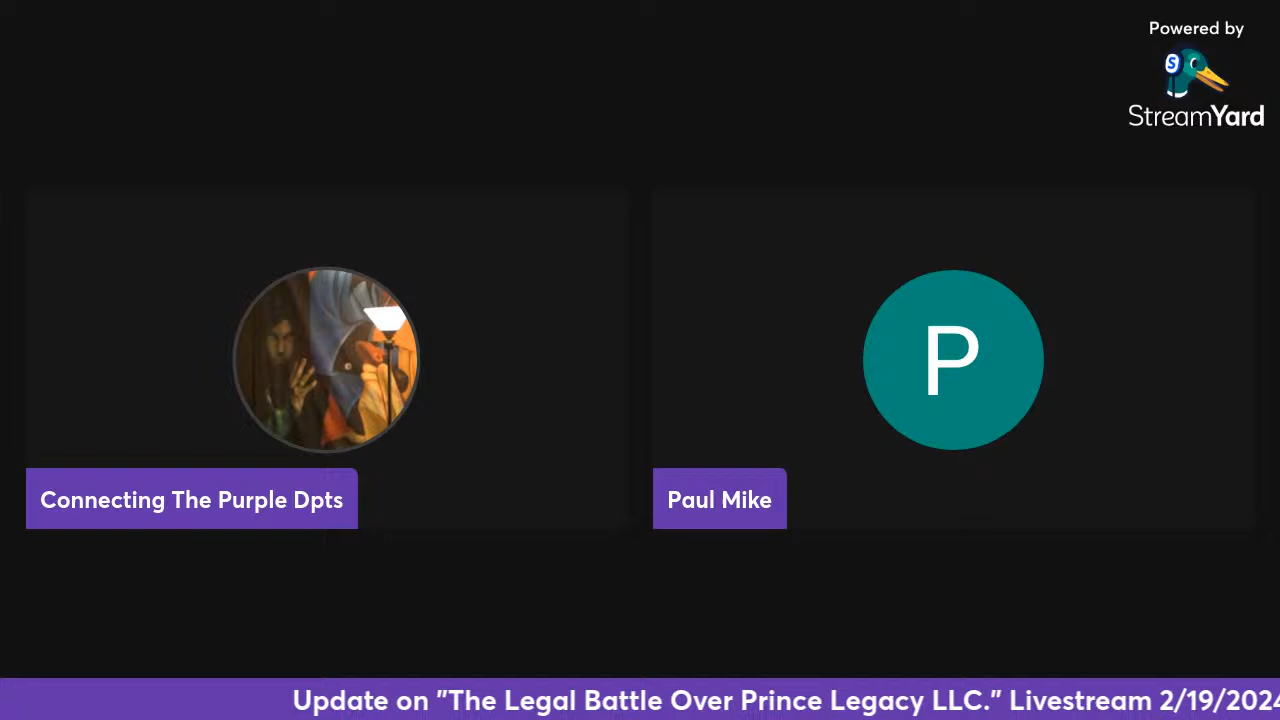 Powered by
S
StreamYard
P
Connecting The Purple Dpts
Paul Mike
Update on "The Legal Battle Over Prince Legacy LLC." Livestream 2/19/2024